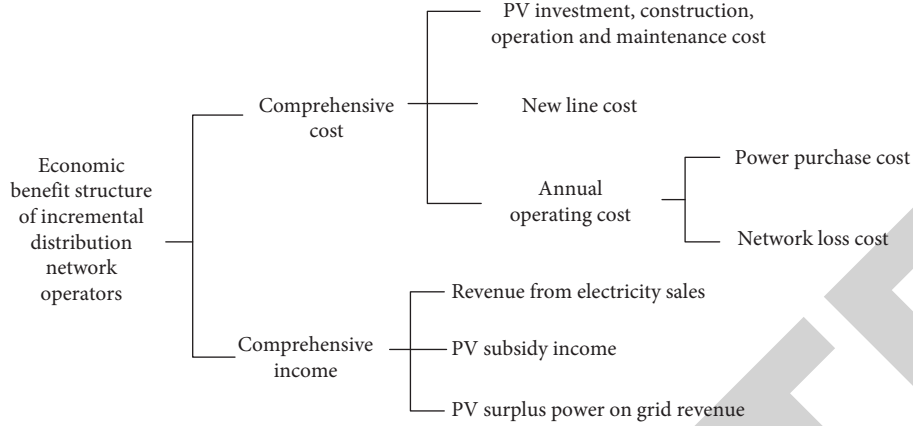 PV investment, construction,
operation and maintenance cost
Comprehensive
cost
New line cost
Power purchase cost
Annual
operating cost
Network loss cost
Economic
benefit structure
of incremental
distribution
network
operators
Revenue from electricity sales
Comprehensive
income
PV subsidy income
PV surplus power on grid revenue